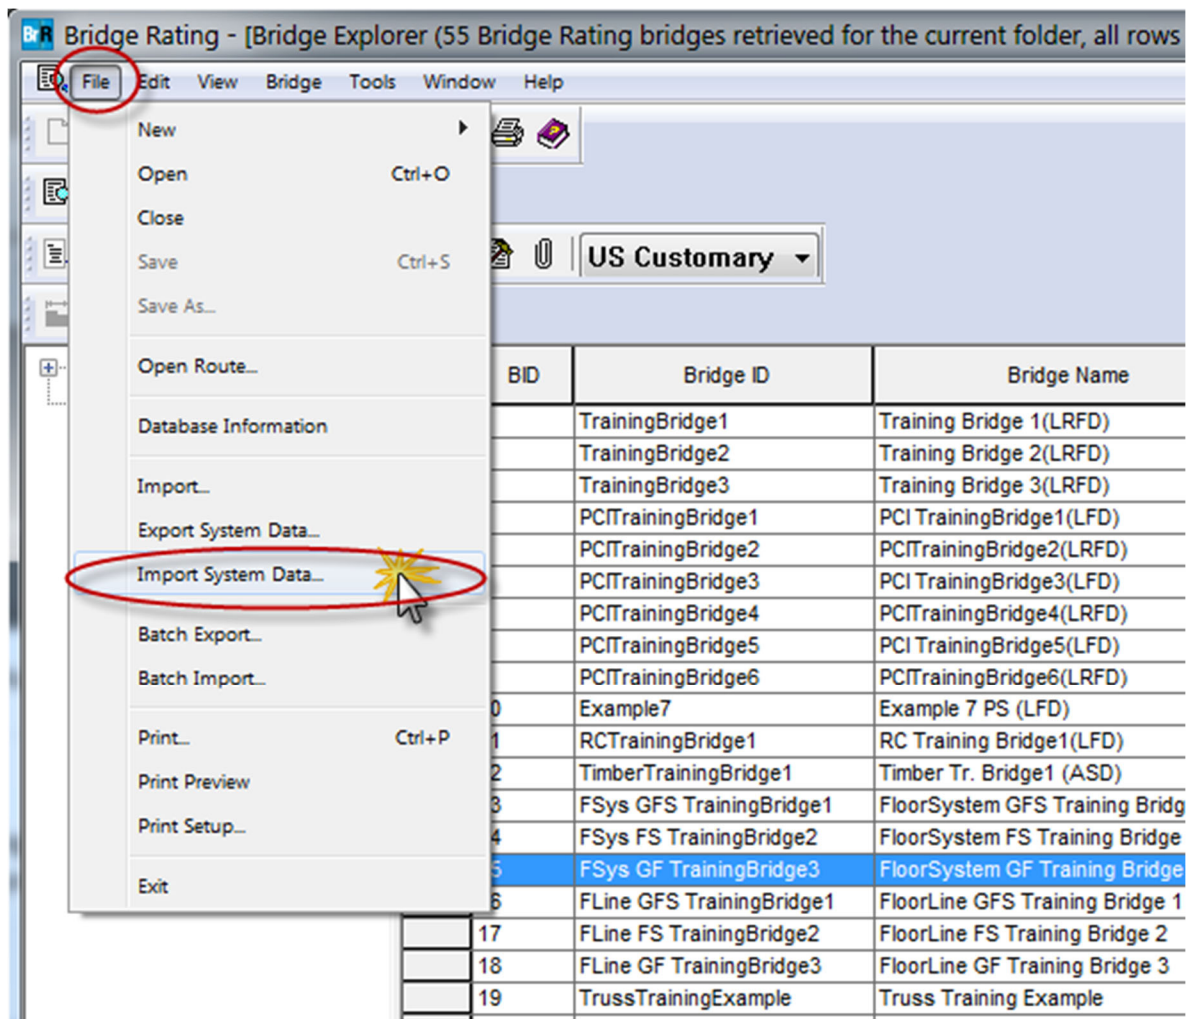 BrR Bridge Rating - [Bridge Explorer (55 Bridge Rating bridges retrieved for the current folder, all rows
File Edit View Bridge Tools Window Help
New
Open Ctrl+O
Close
Save Ctrl+S
Save As...
Open Route...
Database Information
Import...
Export System Data...
Import System Data...
Batch Export...
Batch Import...
Print... Ctrl+P
Print Preview
Print Setup...
Exit
US Customary
BID Bridge ID Bridge Name
TrainingBridge1 Training Bridge 1(LRFD)
TrainingBridge2 Training Bridge 2(LRFD)
TrainingBridge3 Training Bridge 3(LRFD)
PCITrainingBridge1 PCI TrainingBridge1(LFD)
PCITrainingBridge2 PCITrainingBridge2(LRFD)
PCITrainingBridge3 PCI TrainingBridge3(LFD)
PCITrainingBridge4 PCITrainingBridge4(LRFD)
PCITrainingBridge5 PCI TrainingBridge5(LFD)
PCITrainingBridge6 PCITrainingBridge6(LRFD)
0 Example7 Example 7 PS (LFD)
1 RCTrainingBridge1 RC Training Bridge1(LFD)
2 TimberTrainingBridge1 Timber Tr. Bridge1 (ASD)
3 FSys GFS TrainingBridge1 FloorSystem GFS Training Bridg
4 FSys FS TrainingBridge2 FloorSystem FS Training Bridge
5 FSys GF TrainingBridge3 FloorSystem GF Training Bridge
6 FLine GFS TrainingBridge1 FloorLine GFS Training Bridge 1
17 FLine FS TrainingBridge2 FloorLine FS Training Bridge 2
18 FLine GF TrainingBridge3 FloorLine GF Training Bridge 3
19 TrussTrainingExample Truss Training Example